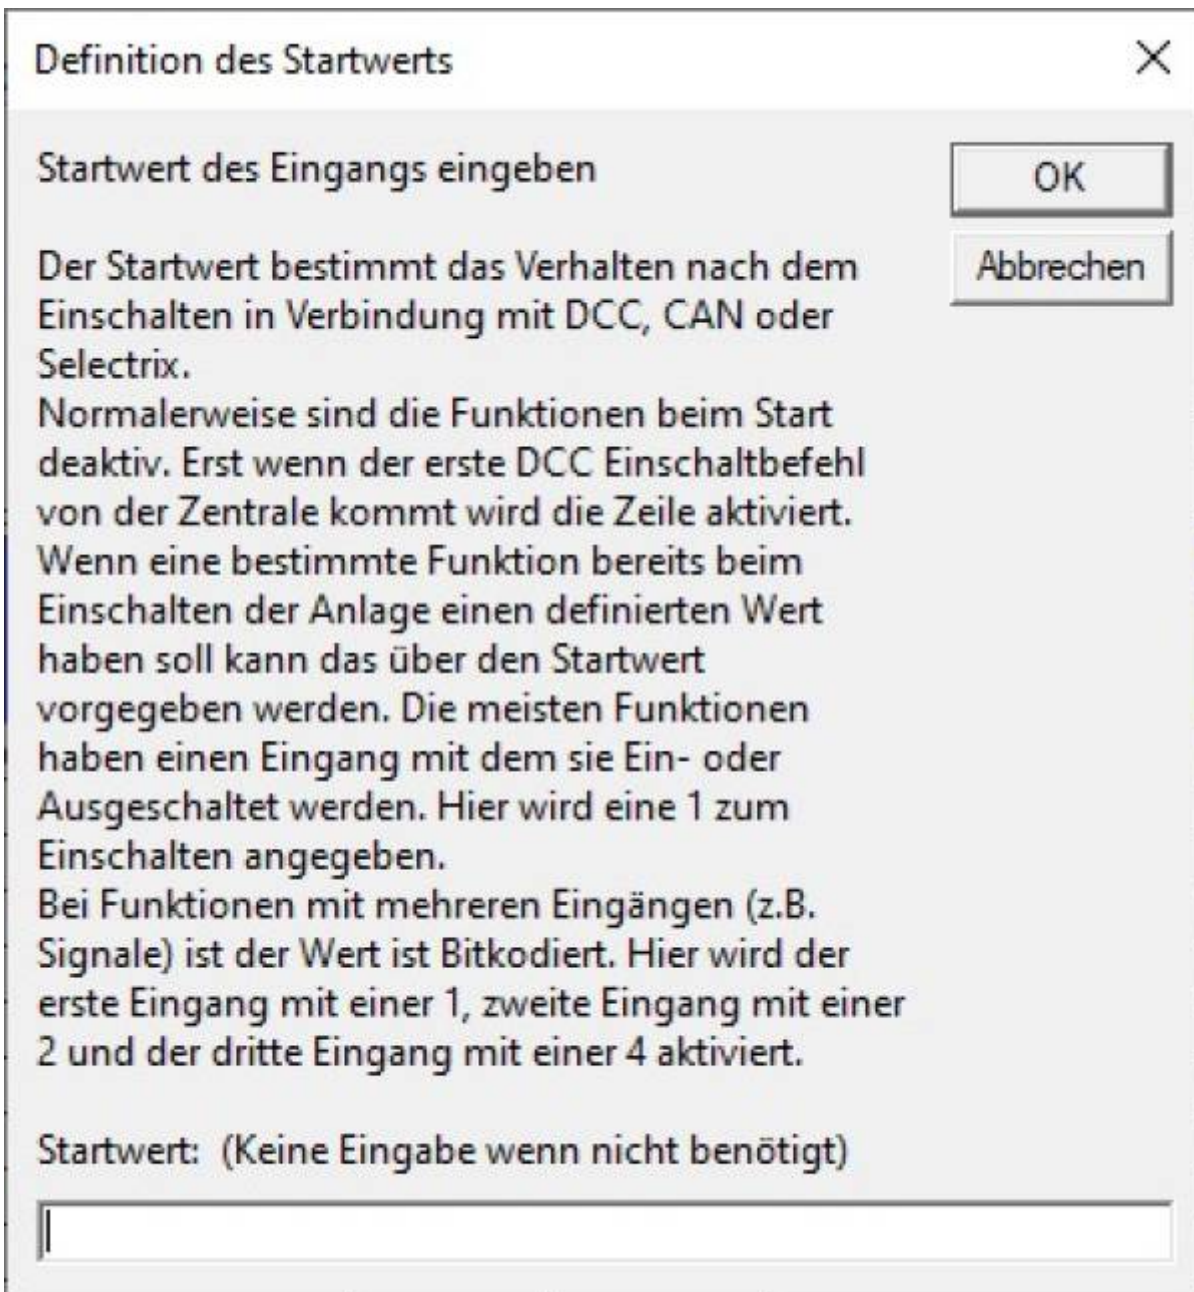 Definition des Startwerts
Startwert des Eingangs eingeben
OK
Abbrechen
Der Startwert bestimmt das Verhalten nach dem
Einschalten in Verbindung mit DCC, CAN oder
Selectrix.
Normalerweise sind die Funktionen beim Start
deaktiv. Erst wenn der erste DCC Einschaltbefehl
von der Zentrale kommt wird die Zeile aktiviert.
Wenn eine bestimmte Funktion bereits beim
Einschalten der Anlage einen definierten Wert
haben soll kann das über den Startwert
vorgegeben werden. Die meisten Funktionen
haben einen Eingang mit dem sie Ein- oder
Ausgeschaltet werden. Hier wird eine 1 zum
Einschalten angegeben.
Bei Funktionen mit mehreren Eingängen (z.B.
Signale) ist der Wert ist Bitkodiert. Hier wird der
erste Eingang mit einer 1, zweite Eingang mit einer
2 und der dritte Eingang mit einer 4 aktiviert.
Startwert:  (Keine Eingabe wenn nicht benötigt)